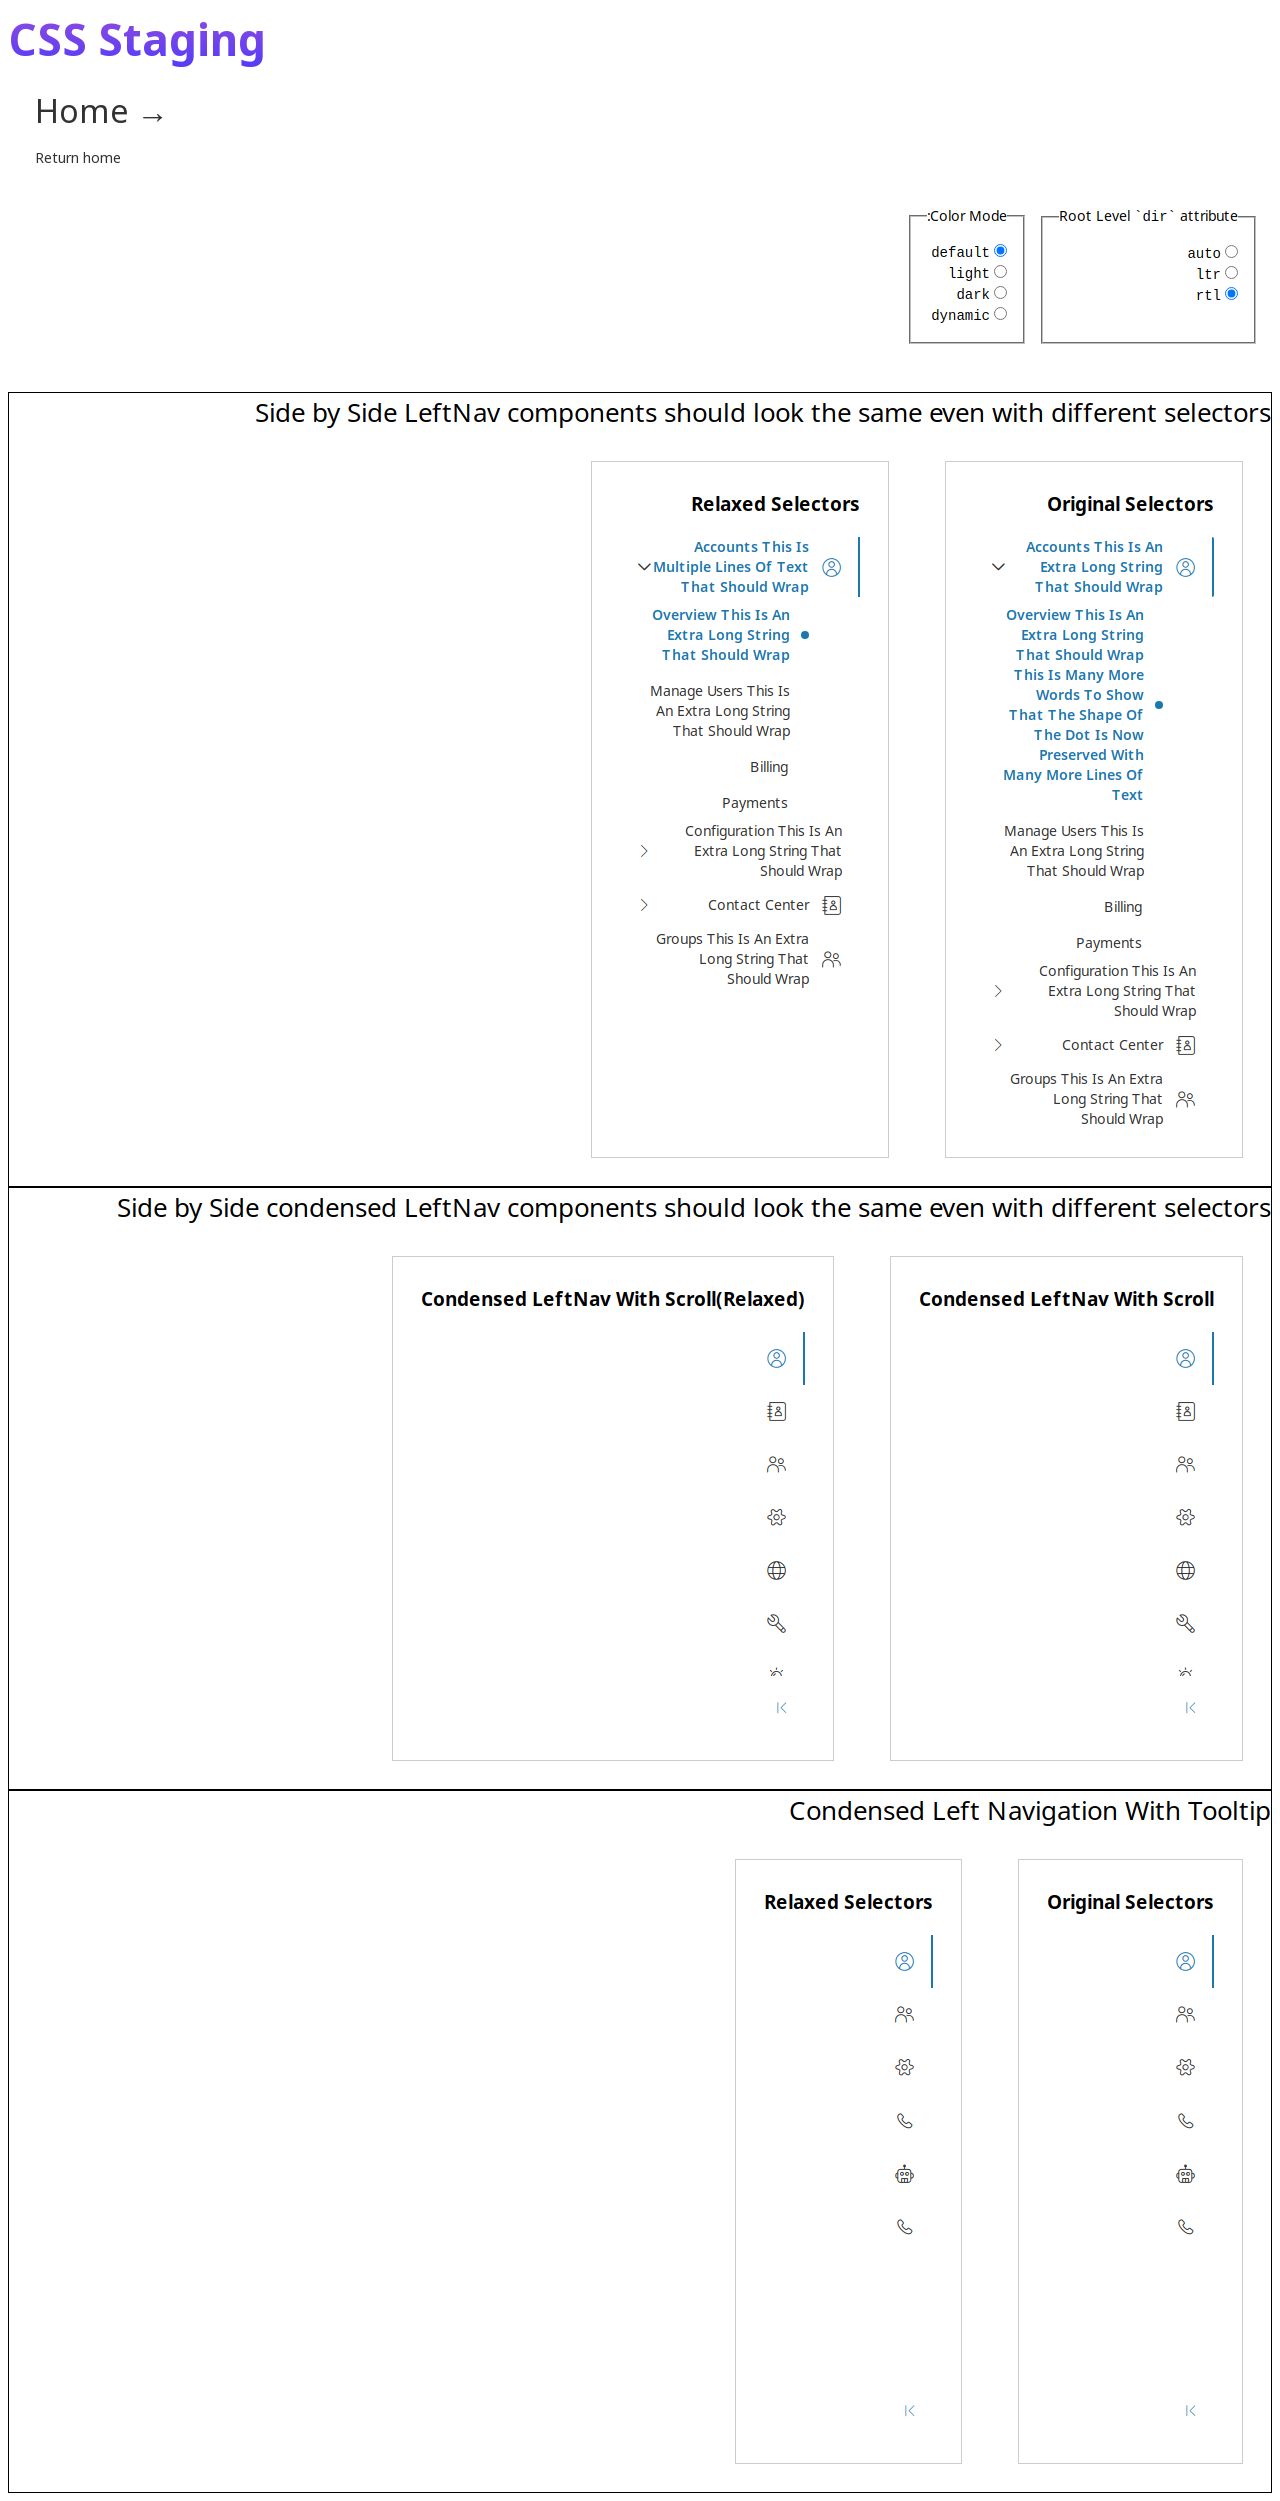 CSS Staging
Home →
Return home
Root Level `dir` attribute
auto
ltr
rtl
:Color Mode
default
light
dark
dynamic
Side by Side LeftNav components should look the same even with different selectors
Original Selectors
Accounts This Is An
Extra Long String
That Should Wrap
Overview This Is An
Extra Long String
That Should Wrap
This Is Many More
Words To Show
That The Shape Of
The Dot Is Now
Preserved With
Many More Lines Of
Text
Manage Users This Is
An Extra Long String
That Should Wrap
Billing
Payments
Configuration This Is An
Extra Long String That
Should Wrap
Contact Center
Groups This Is An Extra
Long String That
Should Wrap
Relaxed Selectors
Accounts This Is
Multiple Lines Of Text
That Should Wrap
Overview This Is An
Extra Long String
That Should Wrap
Manage Users This Is
An Extra Long String
That Should Wrap
Billing
Payments
Configuration This Is An
Extra Long String That
Should Wrap
Contact Center
Groups This Is An Extra
Long String That
Should Wrap
Side by Side condensed LeftNav components should look the same even with different selectors
Condensed LeftNav With Scroll
Condensed LeftNav With Scroll(Relaxed)
Condensed Left Navigation With Tooltip
Original Selectors
Relaxed Selectors